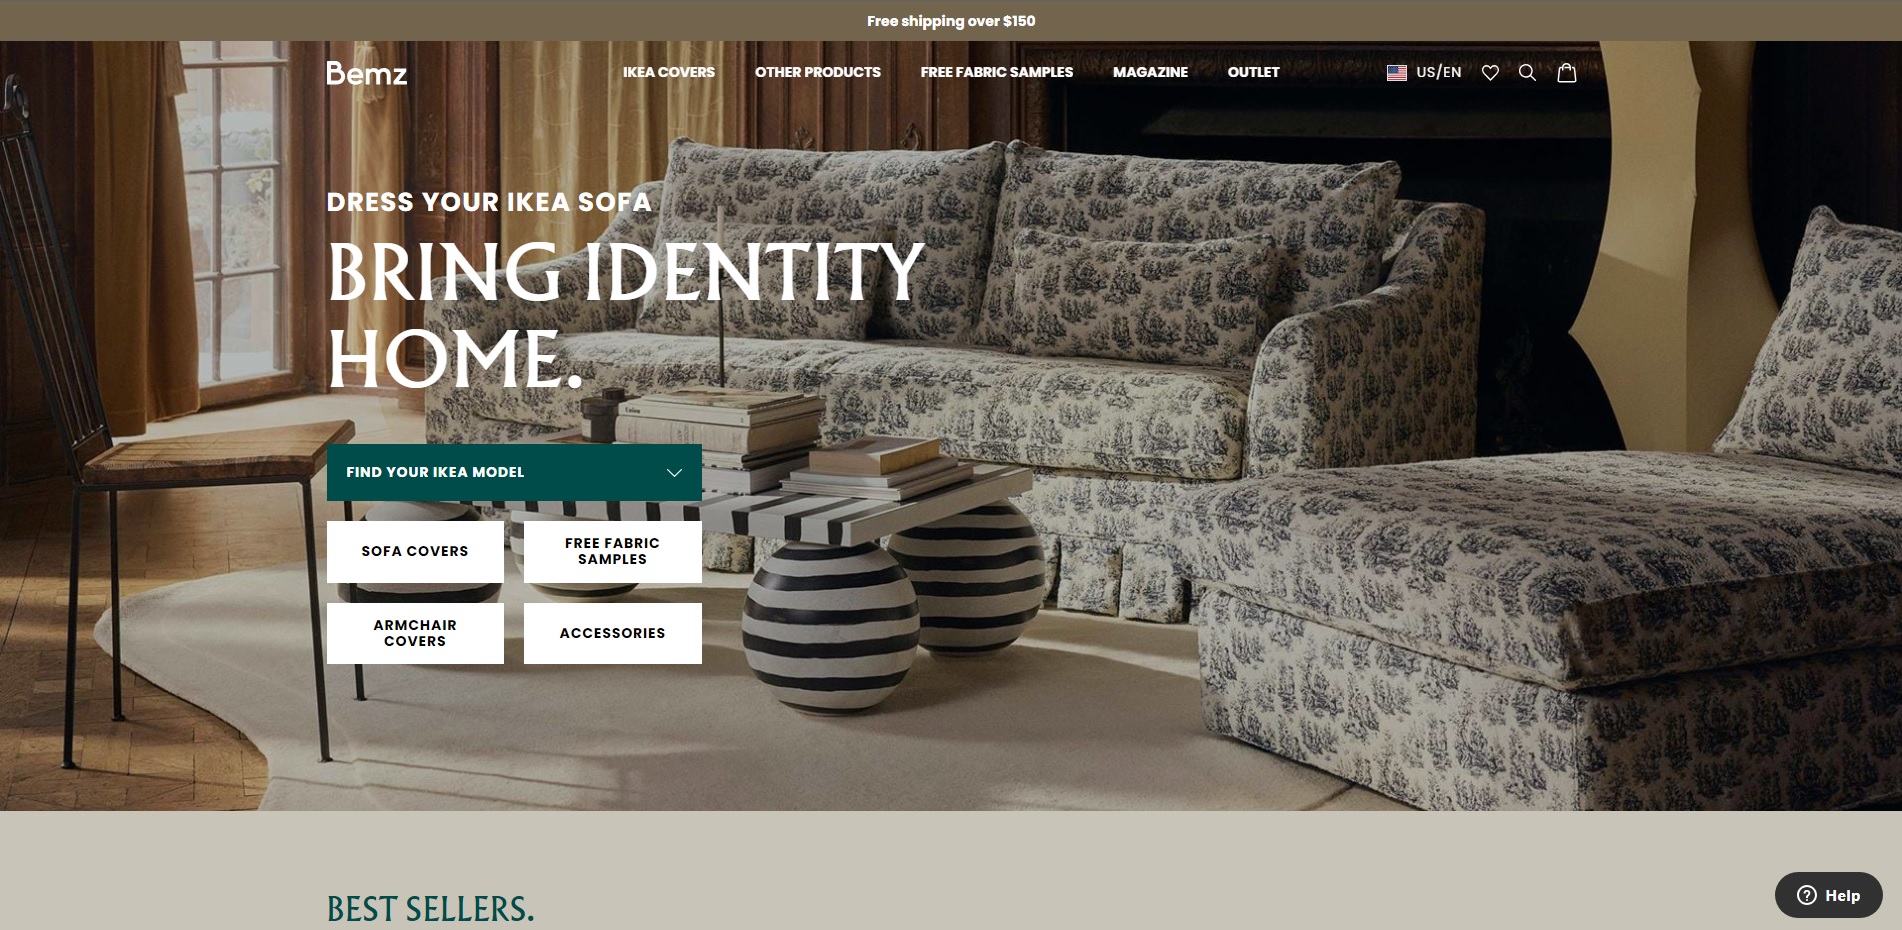 Free shipping over $150
Bemz
IKEA COVERS
OTHER PRODUCTS
FREE FABRIC SAMPLES
MAGAZINE
OUTLET
US/EN
DRESS YOUR IKEA SOFA
BRING IDENTITY
HOME.
FIND YOUR IKEA MODEL
SOFA COVERS
FREE FABRIC
SAMPLES
ARMCHAIR
COVERS
ACCESSORIES
BEST SELLERS.
Help